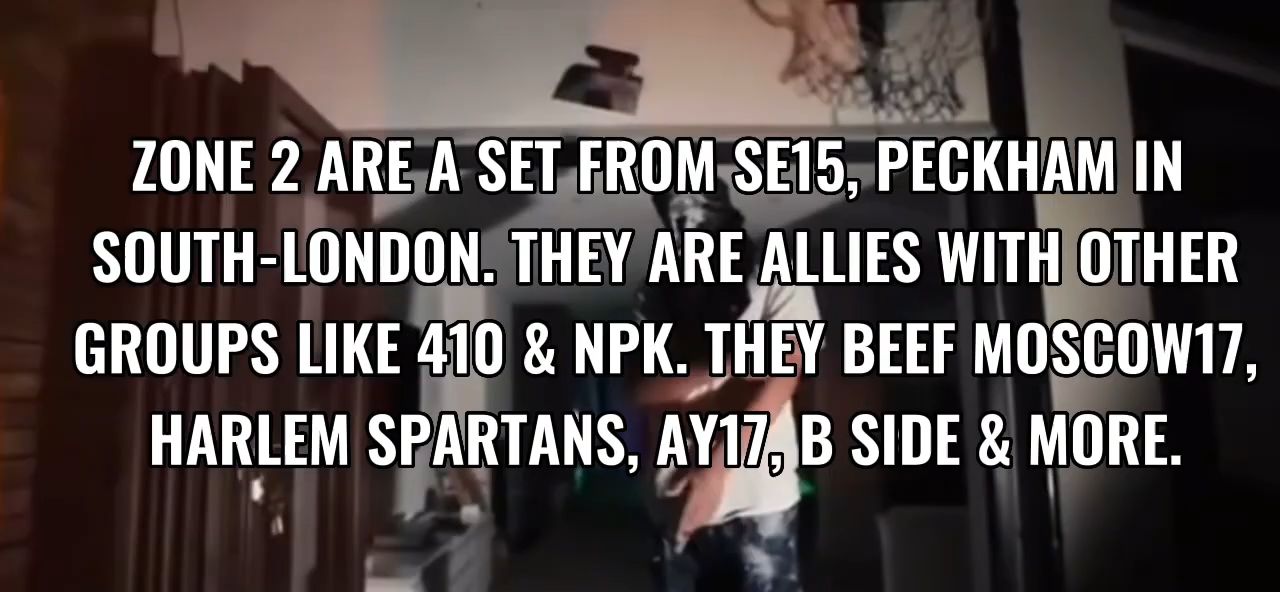 ZONE 2 ARE A SET FROM SE15, PECKHAM IN
SOUTH-LONDON. THEY ARE ALLIES WITH OTHER
GROUPS LIKE 410 & NPK. THEY BEEF MOSCOW17,
HARLEM SPARTANS, AY17, B SIDE & MORE.